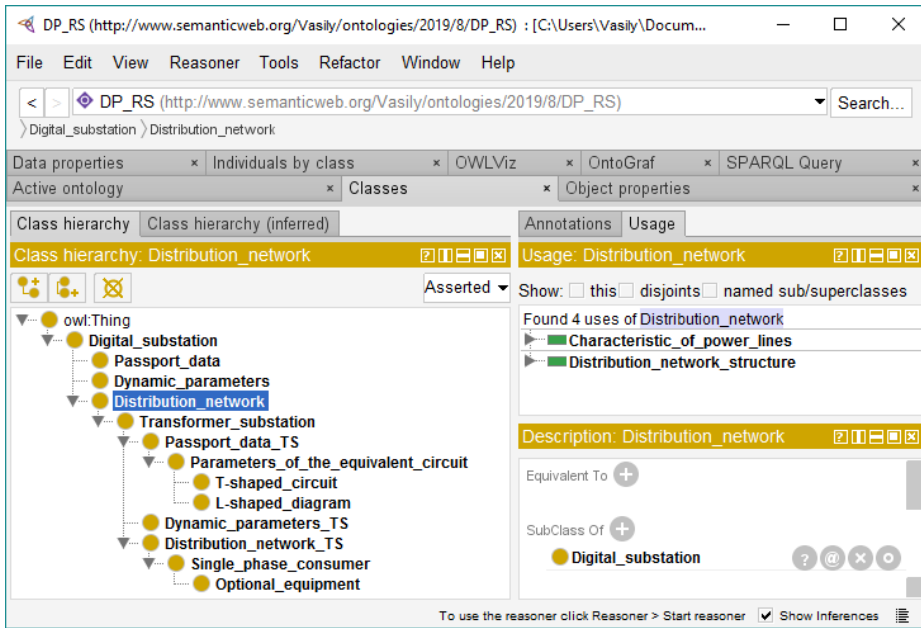 DP_RS (http://www.semanticweb.org/Vasily/ontologies/2019/8/DP_RS) : [C:\Users\Vasily\Docum...
File Edit View Reasoner Tools Refactor Window Help
< > DP_RS (http://www.semanticweb.org/Vasily/ontologies/2019/8/DP_RS) Search...
Digital_substation Distribution_network
Data properties × Individuals by class × OWLViz × OntoGraf × SPARQL Query ×
Active ontology × Classes × Object properties ×
Class hierarchy Class hierarchy (inferred)
Class hierarchy: Distribution_network
Asserted
owl:Thing
Digital_substation
Passport_data
Dynamic_parameters
Distribution_network
Transformer_substation
Passport_data_TS
Parameters_of_the_equivalent_circuit
T-shaped_circuit
L-shaped_diagram
Dynamic_parameters_TS
Distribution_network_TS
Single_phase_consumer
Optional_equipment
Annotations Usage
Usage: Distribution_network
Show: this disjoints named sub/superclasses
Found 4 uses of Distribution_network
Characteristic_of_power_lines
Distribution_network_structure
Description: Distribution_network
Equivalent To
SubClass Of
Digital_substation
To use the reasoner click Reasoner > Start reasoner Show Inferences